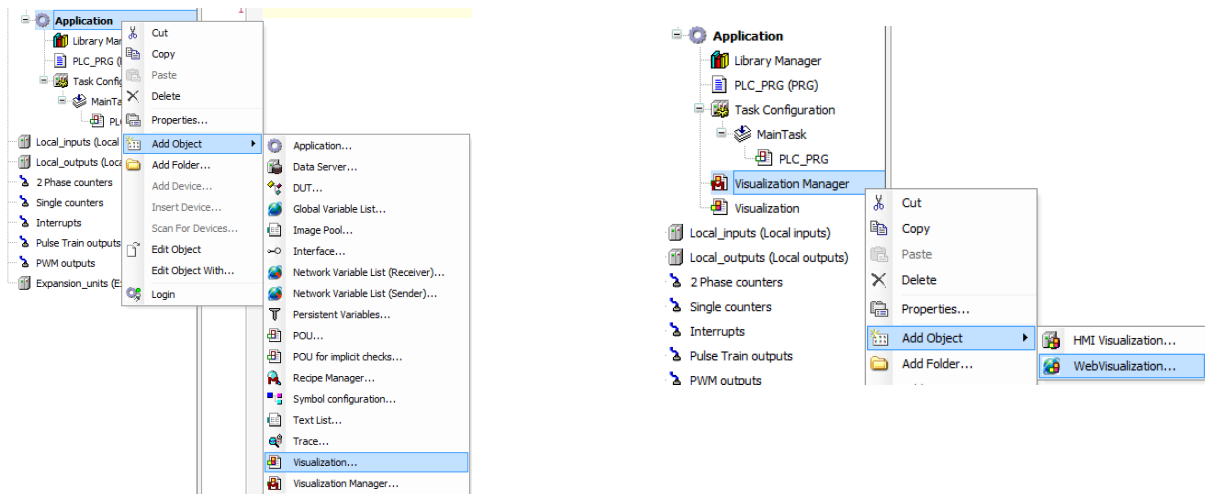 1
Application
Library Mar
PLC_PRG (
Task Config
MainTa
PLC
Local_inputs (Local
Local_outputs (Loca
2 Phase counters
Single counters
Interrupts
Pulse Train outputs
PWM outputs
Expansion_units (E
Cut
Copy
Paste
Delete
Properties...
Add Object
Add Folder...
Add Device...
Insert Device...
Scan For Devices...
Edit Object
Edit Object With...
Login
Application...
Data Server...
DUT...
Global Variable List...
Image Pool...
Interface...
Network Variable List (Receiver)...
Network Variable List (Sender)...
Persistent Variables...
POU...
POU for implicit checks...
Recipe Manager...
Symbol configuration...
Text List...
Trace...
Visualization...
Visualization Manager...
Application
Library Manager
PLC_PRG (PRG)
Task Configuration
MainTask
PLC_PRG
Visualization Manager
Visualization
Local_inputs (Local inputs)
Local_outputs (Local outputs)
2 Phase counters
Single counters
Interrupts
Pulse Train outputs
PWM outputs
Cut
Copy
Paste
Delete
Properties...
Add Object
Add Folder...
HMI Visualization...
WebVisualization...